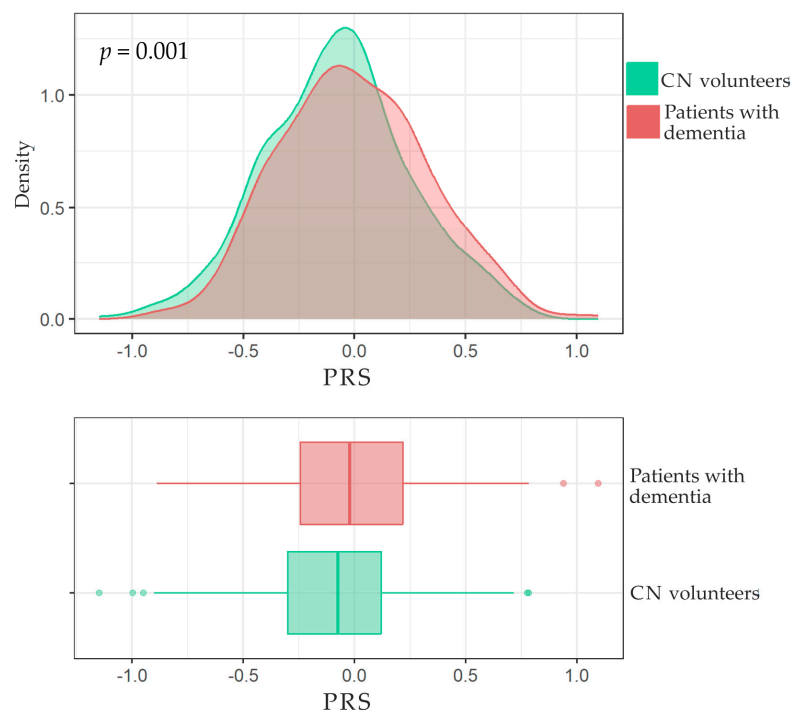 p = 0.001
CN volunteers
Patients with
dementia
Density
1.0
0.5
0.0
-1.0 -0.5 0.0 0.5 1.0
PRS
Patients with
dementia
CN volunteers
-1.0 -0.5 0.0 0.5 1.0
PRS